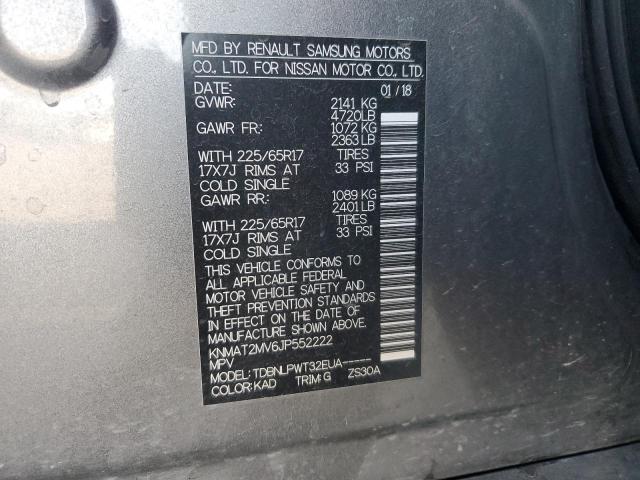 MFD BY RENAULT SAMSUNG MOTORS
CO., LTD. FOR NISSAN MOTOR CO., LTD.
DATE: 01 / 18
GVWR: 2141 KG
4720LB
GAWR FR: 1072 KG
2363 LB
WITH 225/65R17 TIRES
17X7J RIMS AT 33 PSI
COLD SINGLE
GAWR RR: 1089 KG
2401 LB
WITH 225/65R17 TIRES
17X7J RIMS AT 33 PSI
COLD SINGLE
THIS VEHICLE CONFORMS TO
ALL APPLICABLE FEDERAL
MOTOR VEHICLE SAFETY AND
THEFT PREVENTION STANDARDS
IN EFFECT ON THE DATE OF
MANUFACTURE SHOWN ABOVE.
KNMAT2MV6JP552222
MPV
MODEL: TDBNLPWT32EUA-----
COLOR: KAD TRIM: G ZS30A